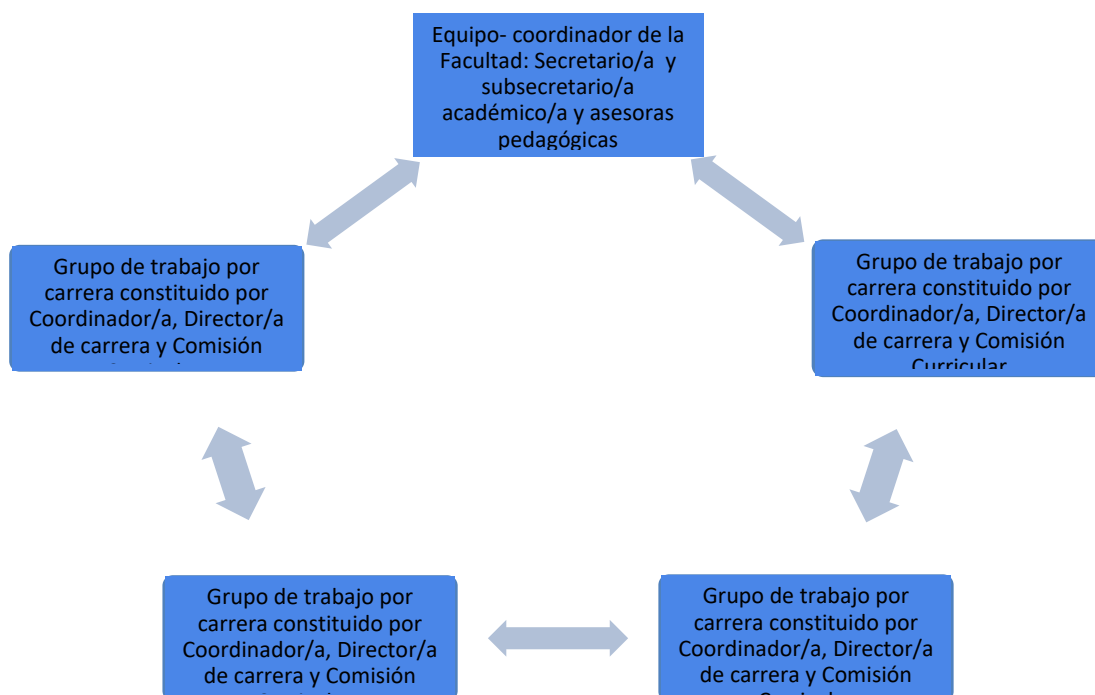 Equipo- coordinador de la
Facultad: Secretario/a y
subsecretario/a
académico/a y asesoras
pedagógicas
Grupo de trabajo por
carrera constituido por
Coordinador/a, Director/a
de carrera y Comisión
Grupo de trabajo por
carrera constituido por
Coordinador/a, Director/a
de carrera y Comisión
Curricular
Grupo de trabajo por
carrera constituido por
Coordinador/a, Director/a
de carrera y Comisión
Grupo de trabajo por
carrera constituido por
Coordinador/a, Director/a
de carrera y Comisión